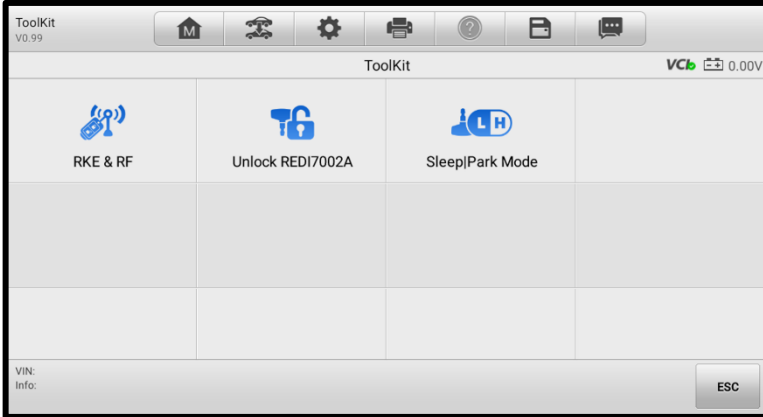 ToolKit
V0.99
M
?
ToolKit
VCI
0.00V
RKE & RF
Unlock REDI7002A
L H
Sleep|Park Mode
VIN:
Info:
ESC